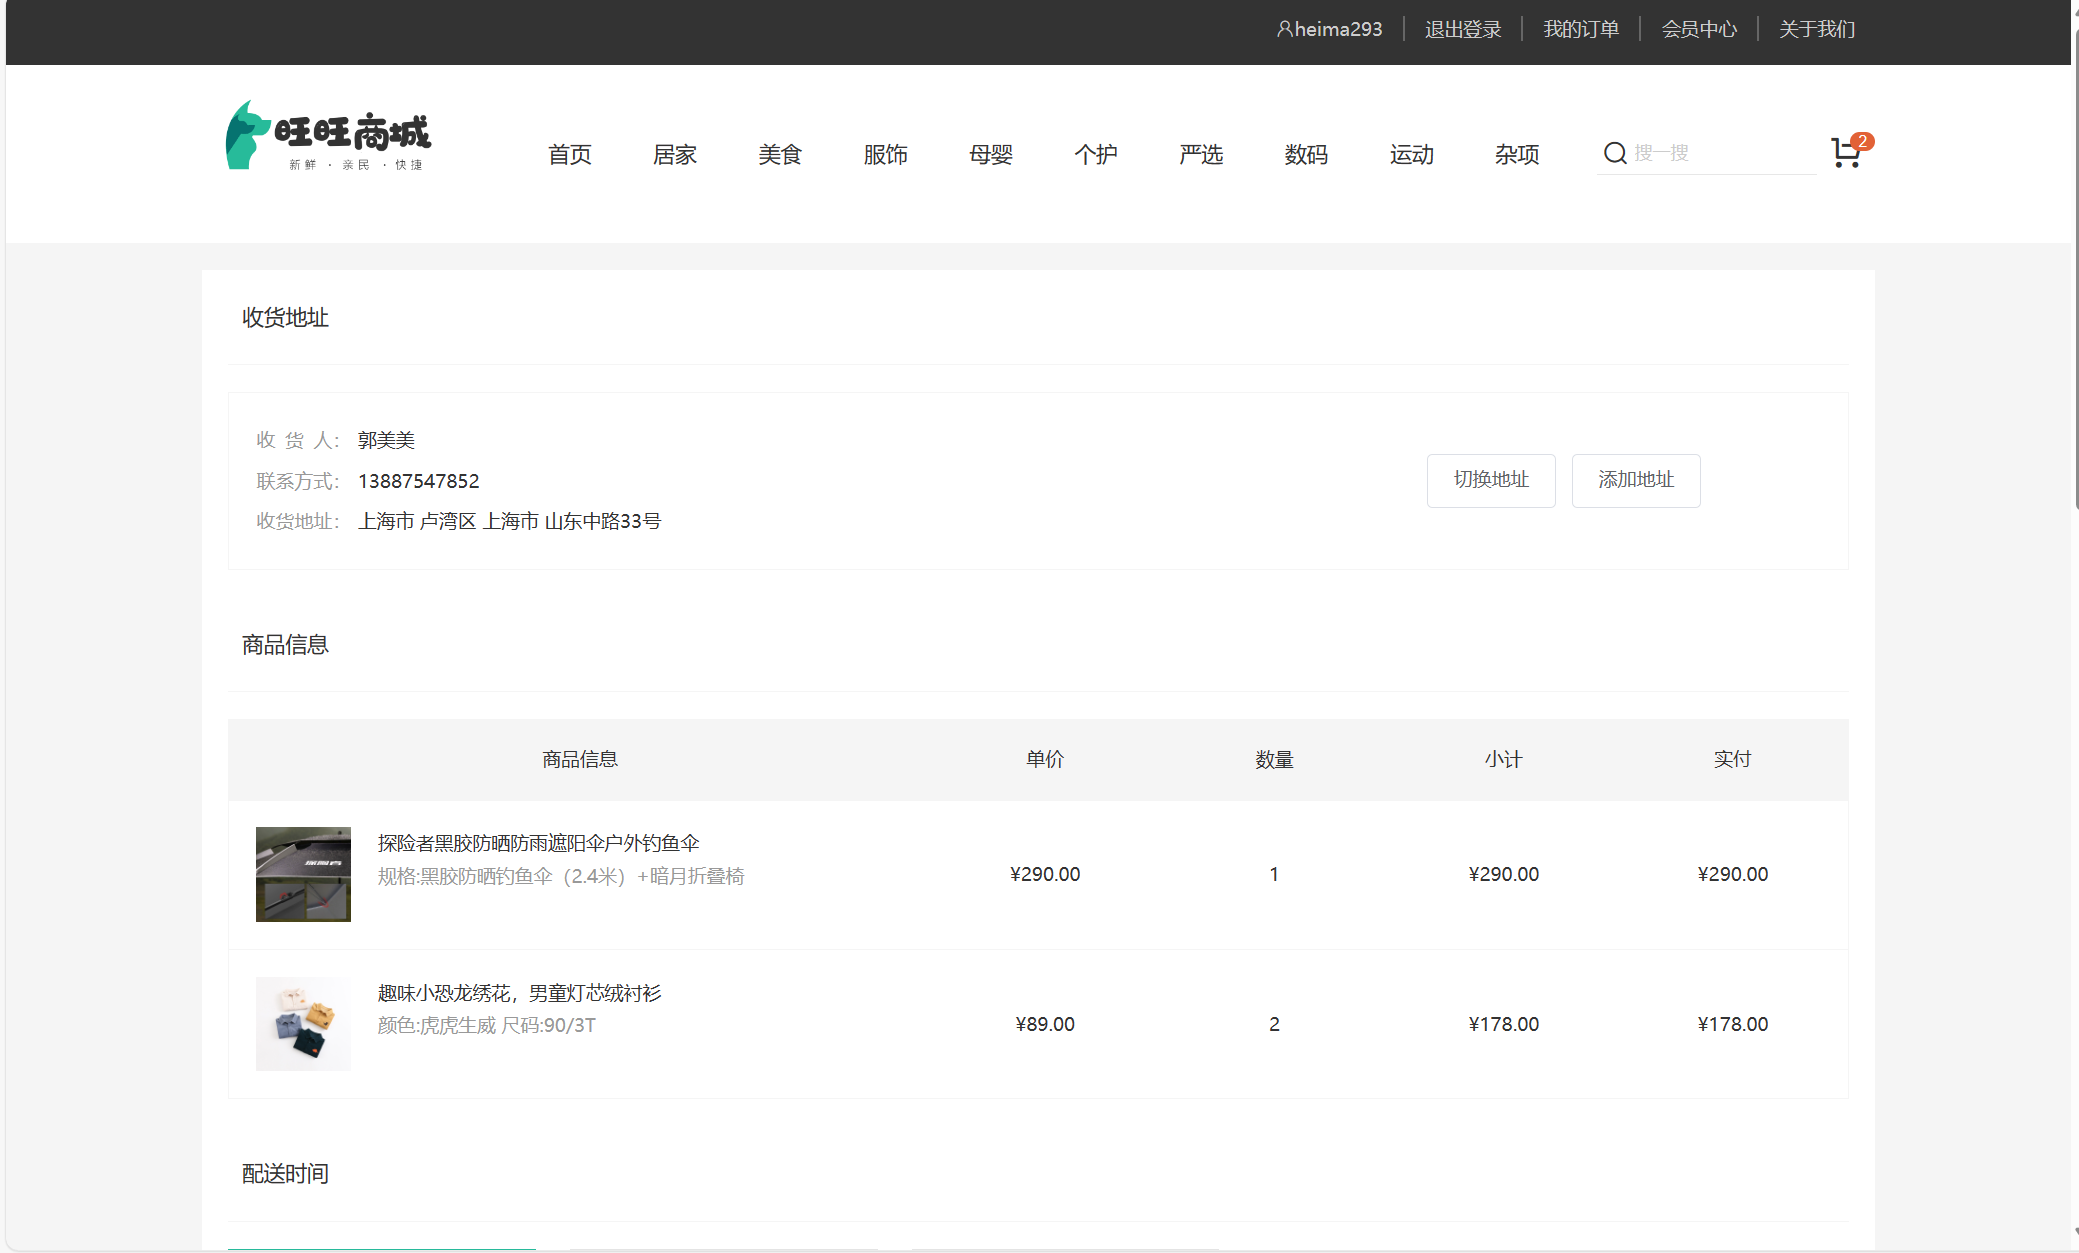 heima293 退出登录 我的订单 会员中心 关于我们
旺旺商城
新鲜 · 亲民 · 快捷
首页 居家 美食 服饰 母婴 个护 严选 数码 运动 杂项 搜一搜 2
收货地址
收 货 人： 郭美美
联系方式： 13887547852
收货地址： 上海市 卢湾区 上海市 山东中路33号
切换地址 添加地址
商品信息
商品信息 单价 数量 小计 实付
探险者黑胶防晒防雨遮阳伞户外钓鱼伞
规格:黑胶防晒钓鱼伞（2.4米）+暗月折叠椅
¥290.00 1 ¥290.00 ¥290.00
趣味小恐龙绣花，男童灯芯绒衬衫
颜色:虎虎生威 尺码:90/3T
¥89.00 2 ¥178.00 ¥178.00
配送时间